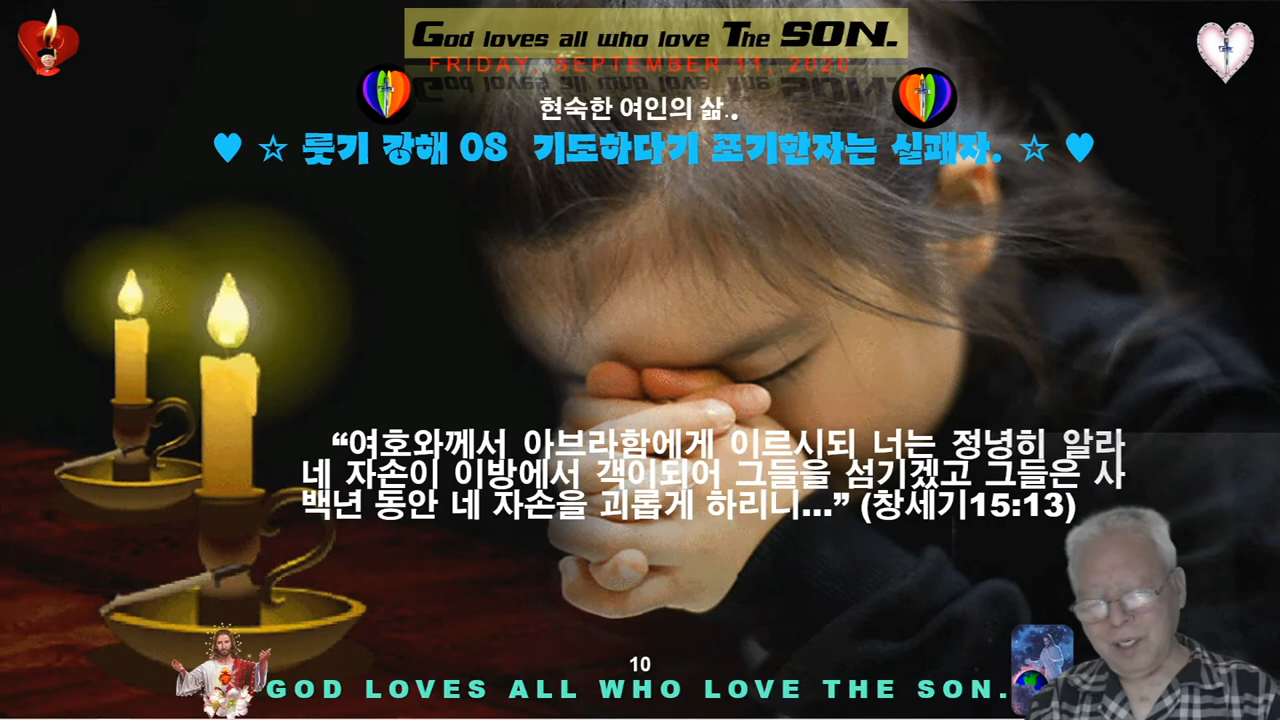 God loves all who love The SON.
FRIDAY, SEPTEMBER 11, 2020
현숙한 여인의 삶..
♥ ☆ 룻기 강해 08 기도하다기 포기한자는 실패자. ☆ ♥
“여호와께서 아브라함에게 이르시되 너는 정녕히 알라
네 자손이 이방에서 객이되어 그들을 섬기겠고 그들은 사
백년 동안 네 자손을 괴롭게 하리니...” (창세기15:13)
10
GOD LOVES ALL WHO LOVE THE SON.